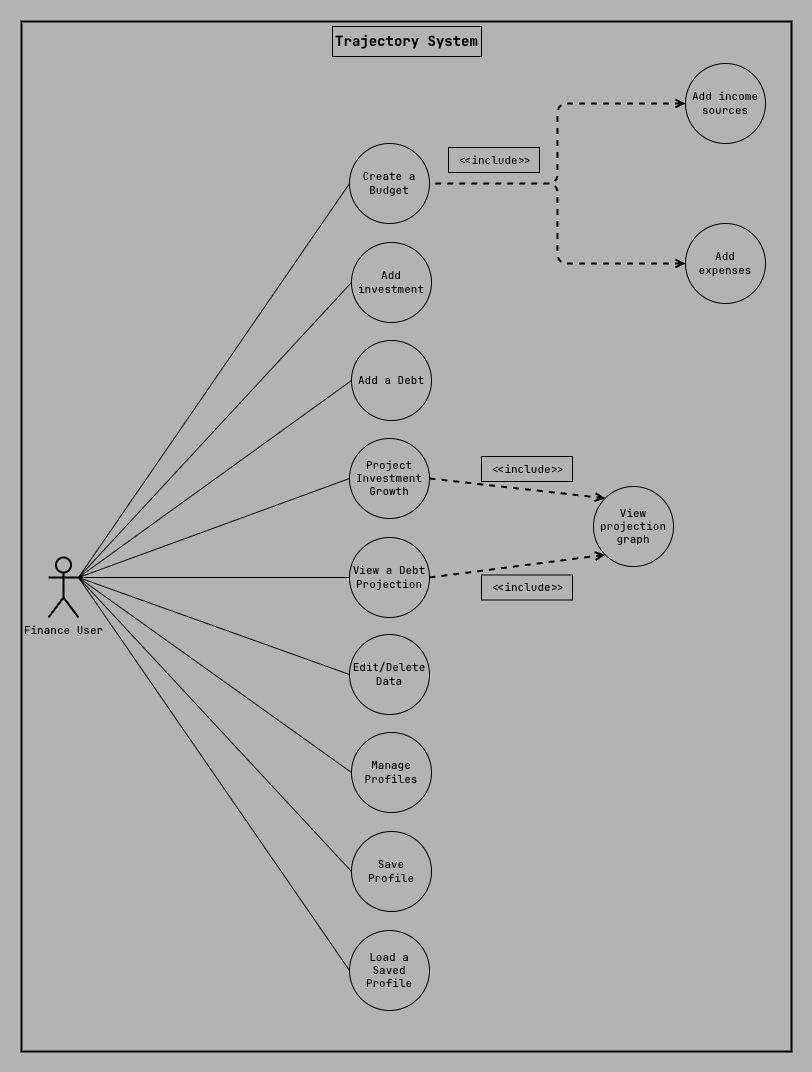 Trajectory System
Add income
sources
<<include>>
Create a
Budget
Add
expenses
Add
investment
Add a Debt
Project
Investment
Growth
<<include>>
View
projection
graph
View a Debt
Projection
<<include>>
Finance User
Edit/Delete
Data
Manage
Profiles
Save
Profile
Load a
Saved
Profile